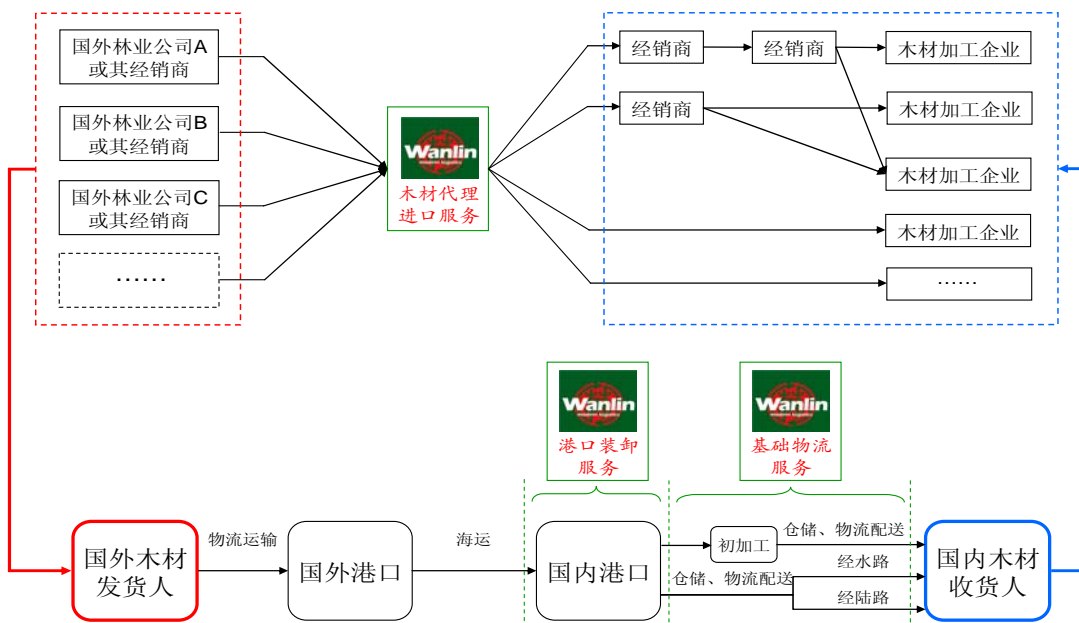 国外林业公司A
或其经销商
国外林业公司B
或其经销商
国外林业公司C
或其经销商
……
Wanlin
木材代理
进口服务
经销商
经销商
木材加工企业
经销商
木材加工企业
木材加工企业
木材加工企业
……
Wanlin
港口装卸
服务
Wanlin
基础物流
服务
国外木材
发货人
物流运输
国外港口
海运
国内港口
初加工
仓储、物流配送
仓储、物流配送
经水路
经陆路
国内木材
收货人